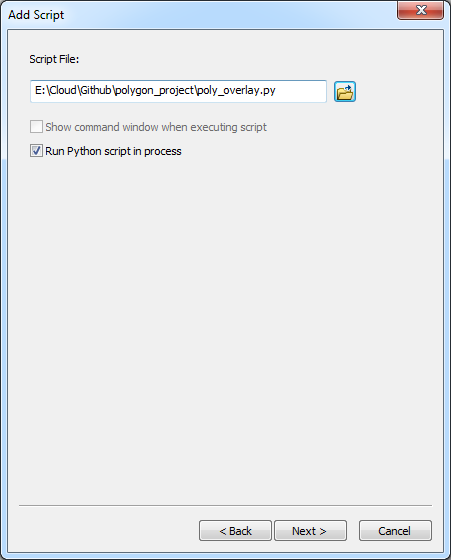 Add Script
Script File:
E:\Cloud\Github\polygon_project\poly_overlay.py
Show command window when executing script
Run Python script in process
< Back Next > Cancel